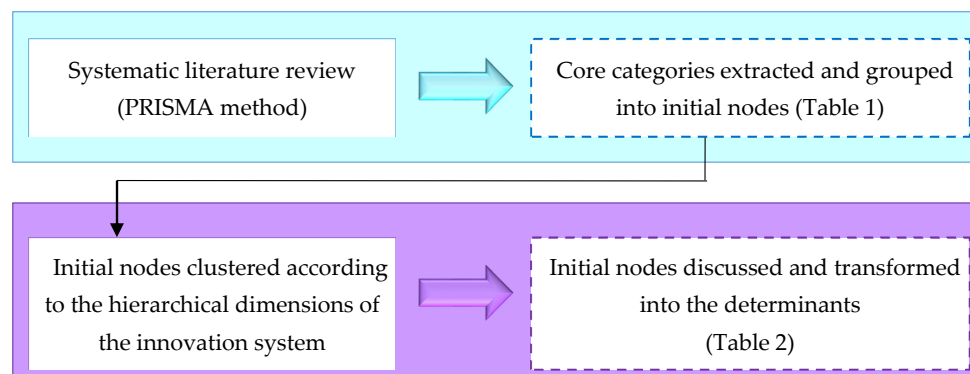 Systematic literature review
(PRISMA method)
Core categories extracted and grouped
into initial nodes (Table 1)
Initial nodes clustered according
to the hierarchical dimensions of
the innovation system
Initial nodes discussed and transformed
into the determinants
(Table 2)